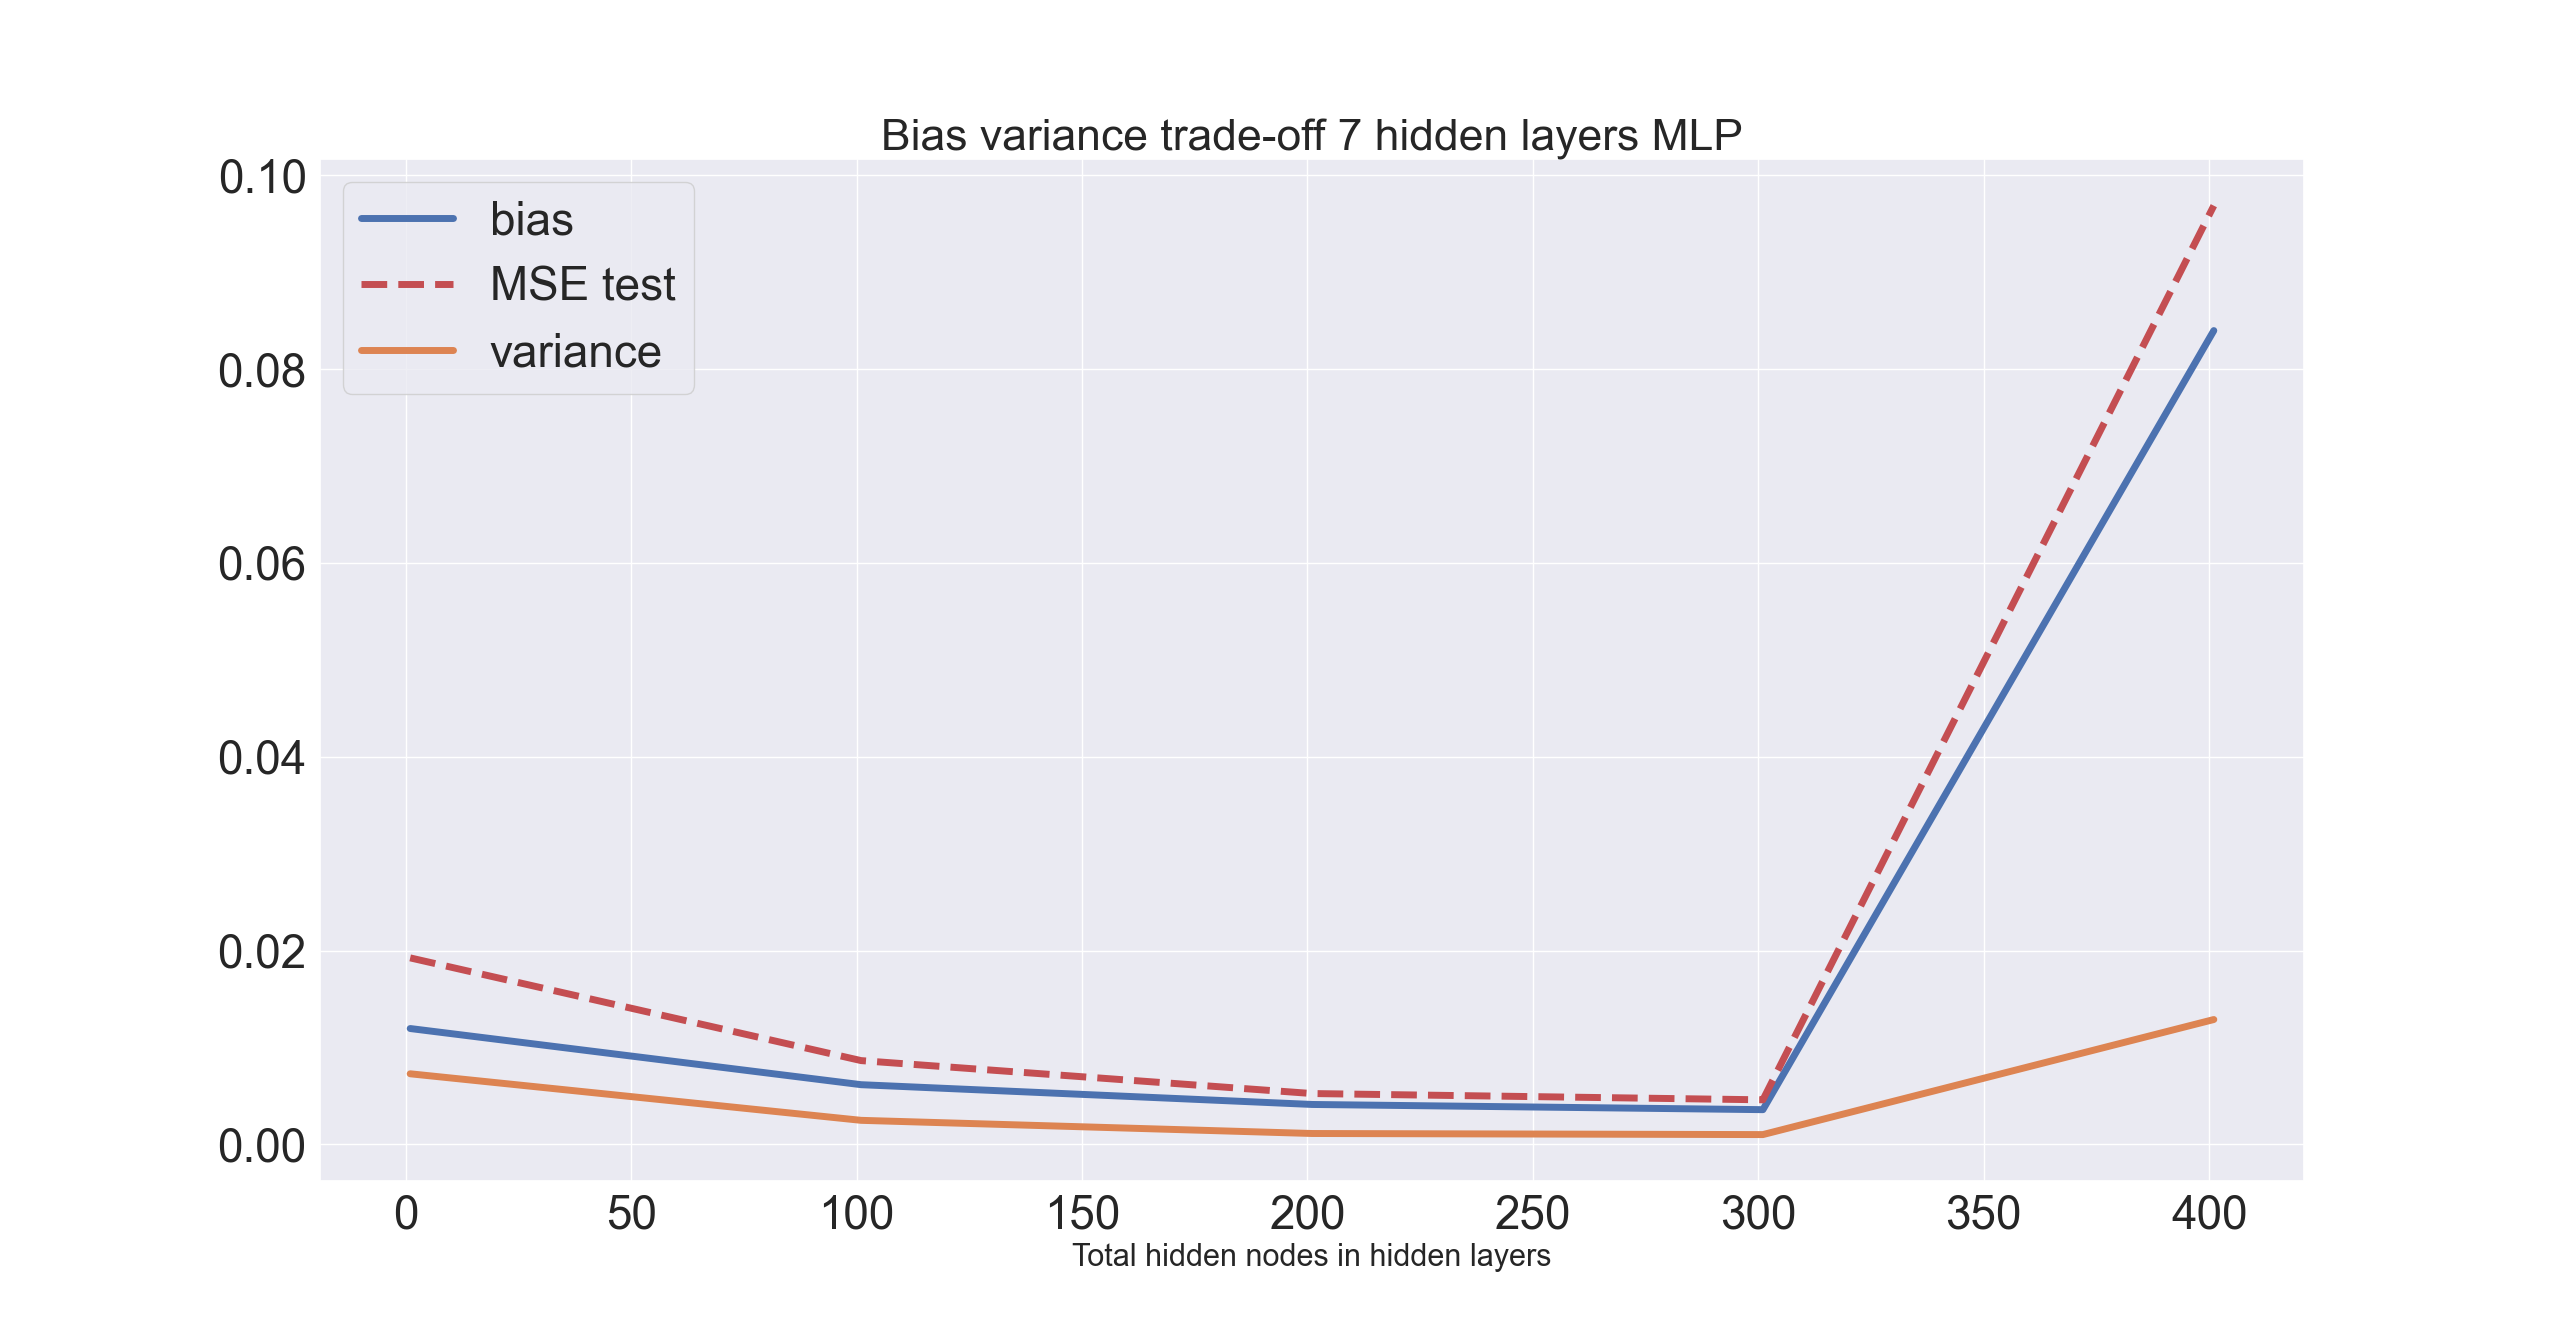 Bias variance trade-off 7 hidden layers MLP
0.10
0.08
0.06
0.04
0.02
0.00
bias
MSE test
variance
0 50 100 150 200 250 300 350 400
Total hidden nodes in hidden layers